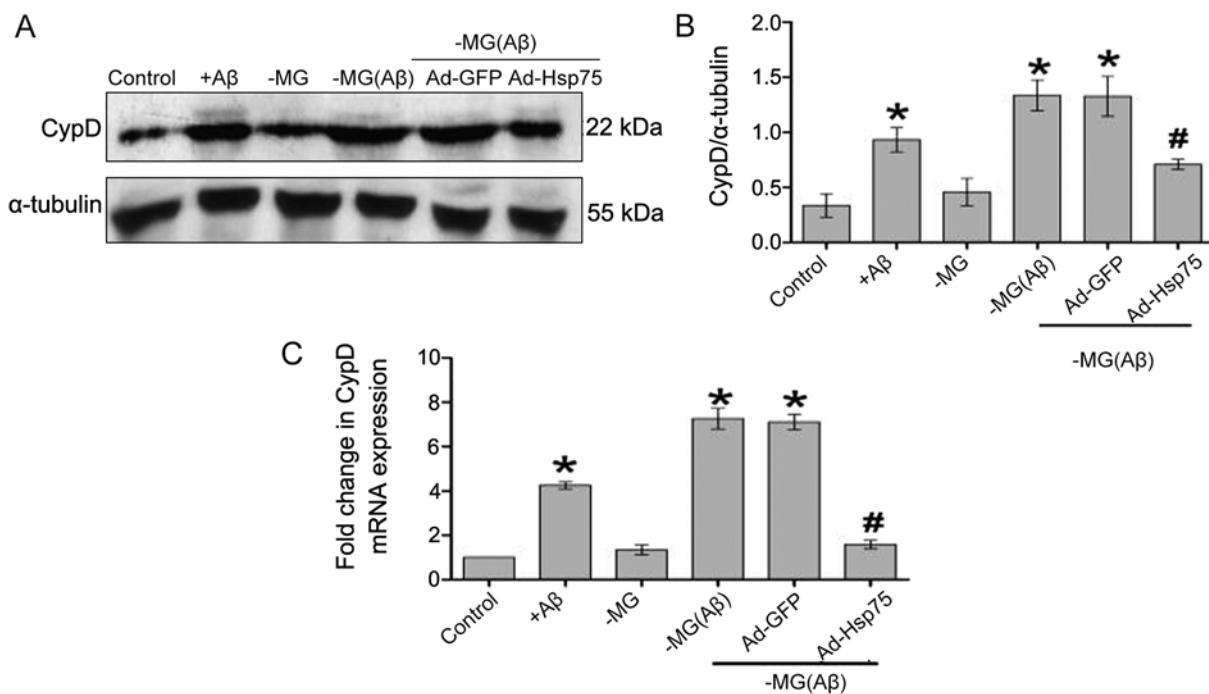 A
-MG(Aβ)
Control +Aβ -MG -MG(Aβ) Ad-GFP Ad-Hsp75
CypD
22 kDa
α-tubulin
55 kDa
B
CypD/α-tubulin
2.0
1.5
1.0
0.5
0.0
* * * #
Control +Aβ -MG -MG(Aβ) Ad-GFP Ad-Hsp75
-MG(Aβ)
C
Fold change in CypD
mRNA expression
10
8
6
4
2
0
* * * #
Control +Aβ -MG -MG(Aβ) Ad-GFP Ad-Hsp75
-MG(Aβ)